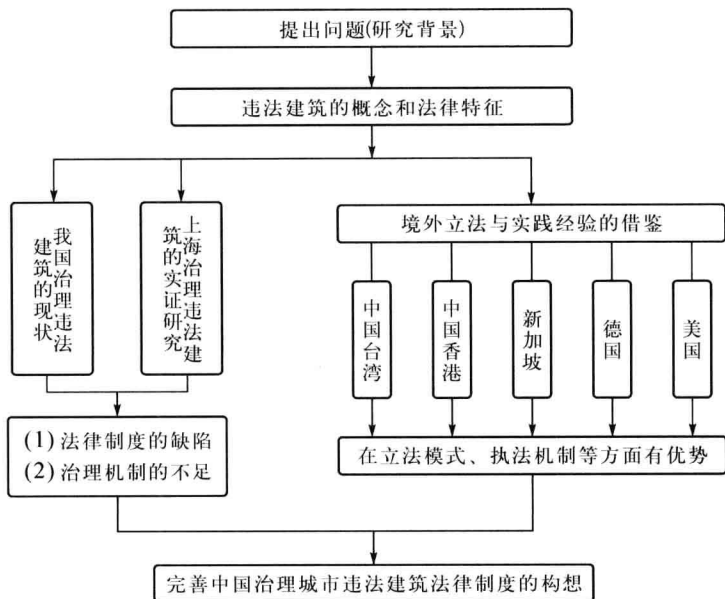 提出问题(研究背景)
违法建筑的概念和法律特征
我国治理违法
建筑的现状
上海治理违法建
筑的实证研究
境外立法与实践经验的借鉴
中国台湾
中国香港
新加坡
德国
美国
(1) 法律制度的缺陷
(2) 治理机制的不足
在立法模式、执法机制等方面有优势
完善中国治理城市违法建筑法律制度的构想